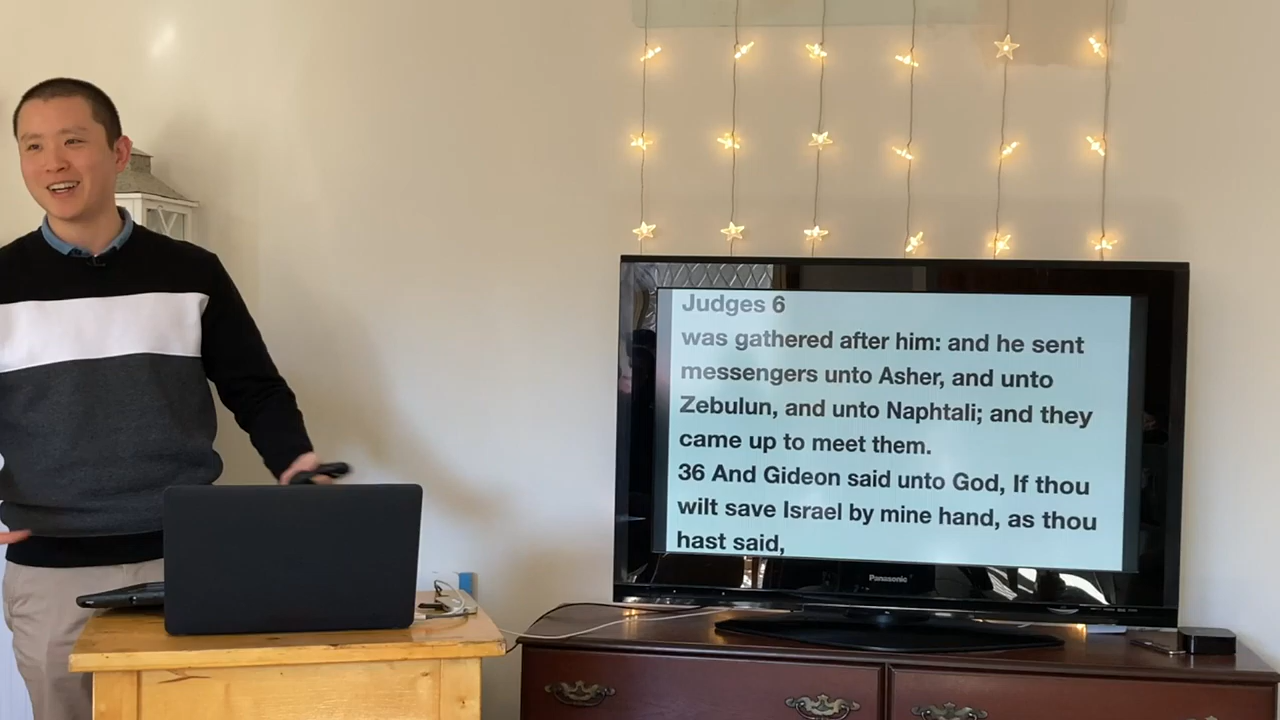 Judges 6
was gathered after him: and he sent
messengers unto Asher, and unto
Zebulun, and unto Naphtali; and they
came up to meet them.
36 And Gideon said unto God, If thou
wilt save Israel by mine hand, as thou
hast said,
Panasonic